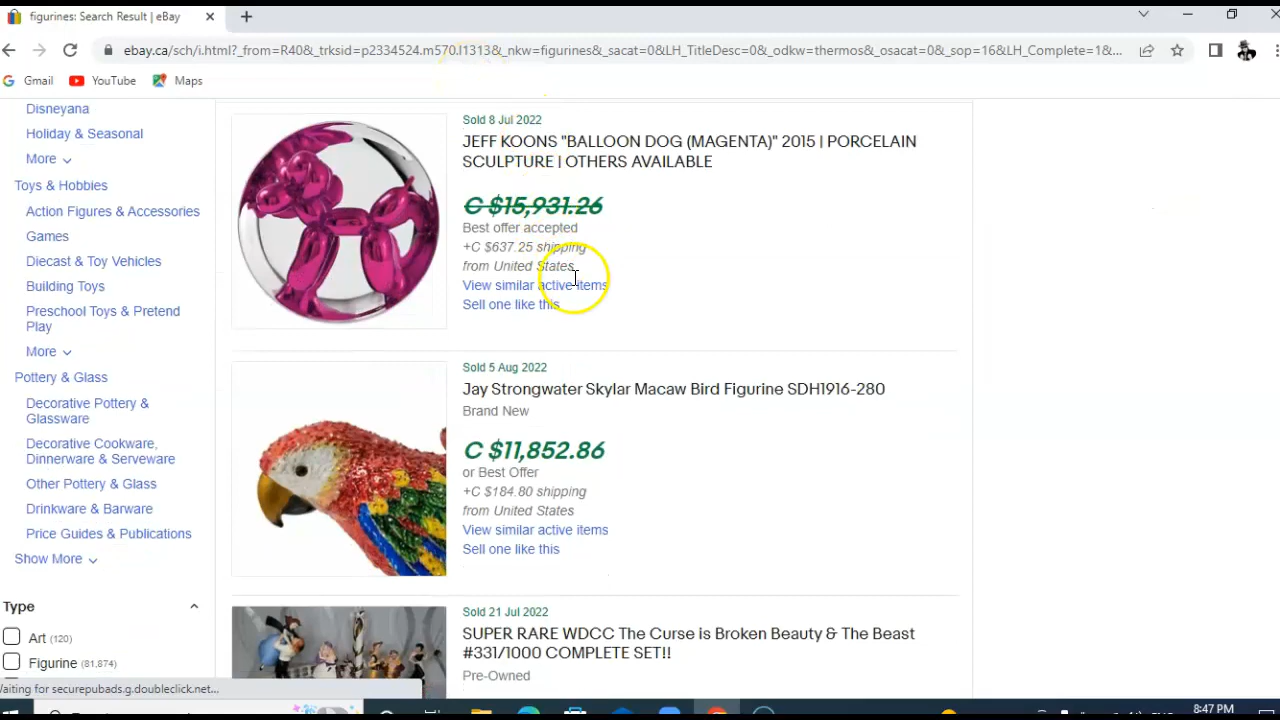 figurines: Search Result | eBay
ebay.ca/sch/i.html?_from=R40&_trksid=p2334524.m570.l1313&_nkw=figurines&_sacat=0&LH_TitleDesc=0&_odkw=thermos&_osacat=0&_sop=16&LH_Complete=1&...
Gmail
YouTube
Maps
Disneyana
Holiday & Seasonal
More
Toys & Hobbies
Action Figures & Accessories
Games
Diecast & Toy Vehicles
Building Toys
Preschool Toys & Pretend
Play
More
Pottery & Glass
Decorative Pottery &
Glassware
Decorative Cookware,
Dinnerware & Serveware
Other Pottery & Glass
Drinkware & Barware
Price Guides & Publications
Show More
Type
Art (120)
Figurine (81,874)
Sold 8 Jul 2022
JEFF KOONS "BALLOON DOG (MAGENTA)" 2015 | PORCELAIN
SCULPTURE | OTHERS AVAILABLE
C $15,931.26
Best offer accepted
+C $637.25 shipping
from United States
View similar active items
Sell one like this
Sold 5 Aug 2022
Jay Strongwater Skylar Macaw Bird Figurine SDH1916-280
Brand New
C $11,852.86
or Best Offer
+C $184.80 shipping
from United States
View similar active items
Sell one like this
Sold 21 Jul 2022
SUPER RARE WDCC The Curse is Broken Beauty & The Beast
#331/1000 COMPLETE SET!!
Pre-Owned
aiting for securepubads.g.doubleclick.net...
8:47 PM